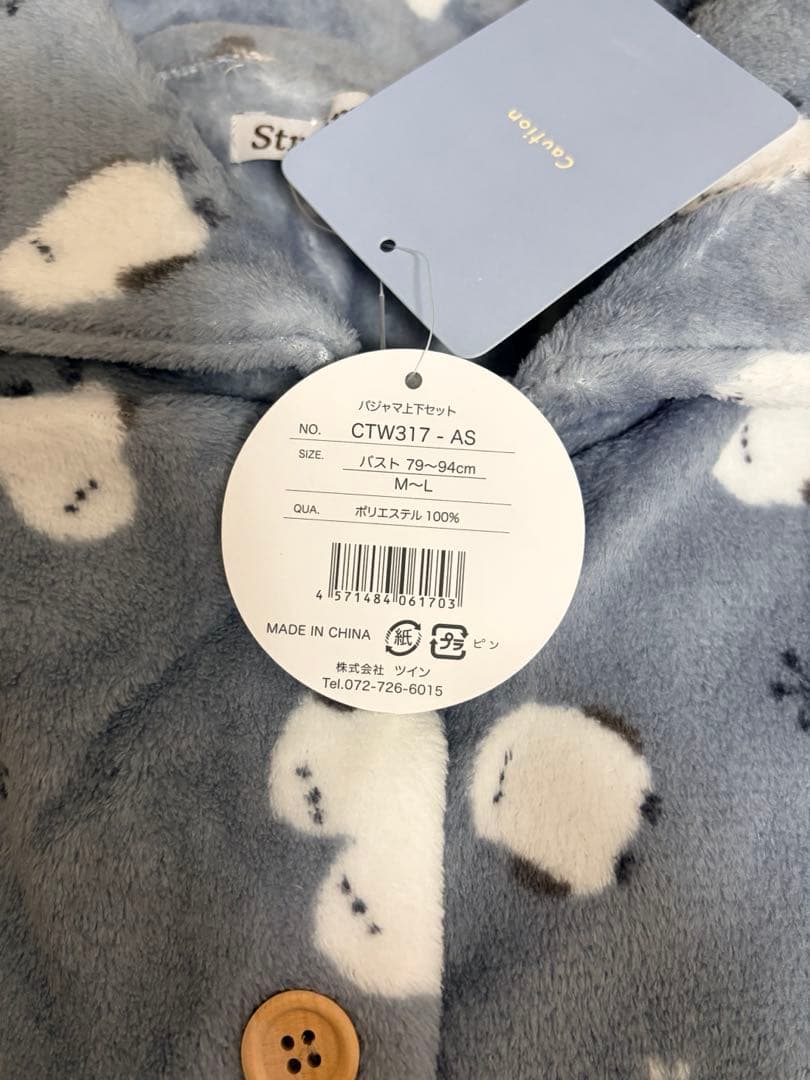 Caution
パジャマ上下セット
NO. CTW317 - AS
SIZE. バスト 79〜94cm
M〜L
QUA. ポリエステル 100%
4 571484 061703
MADE IN CHINA 紙 プラ ピン
株式会社 ツイン
Tel.072-726-6015